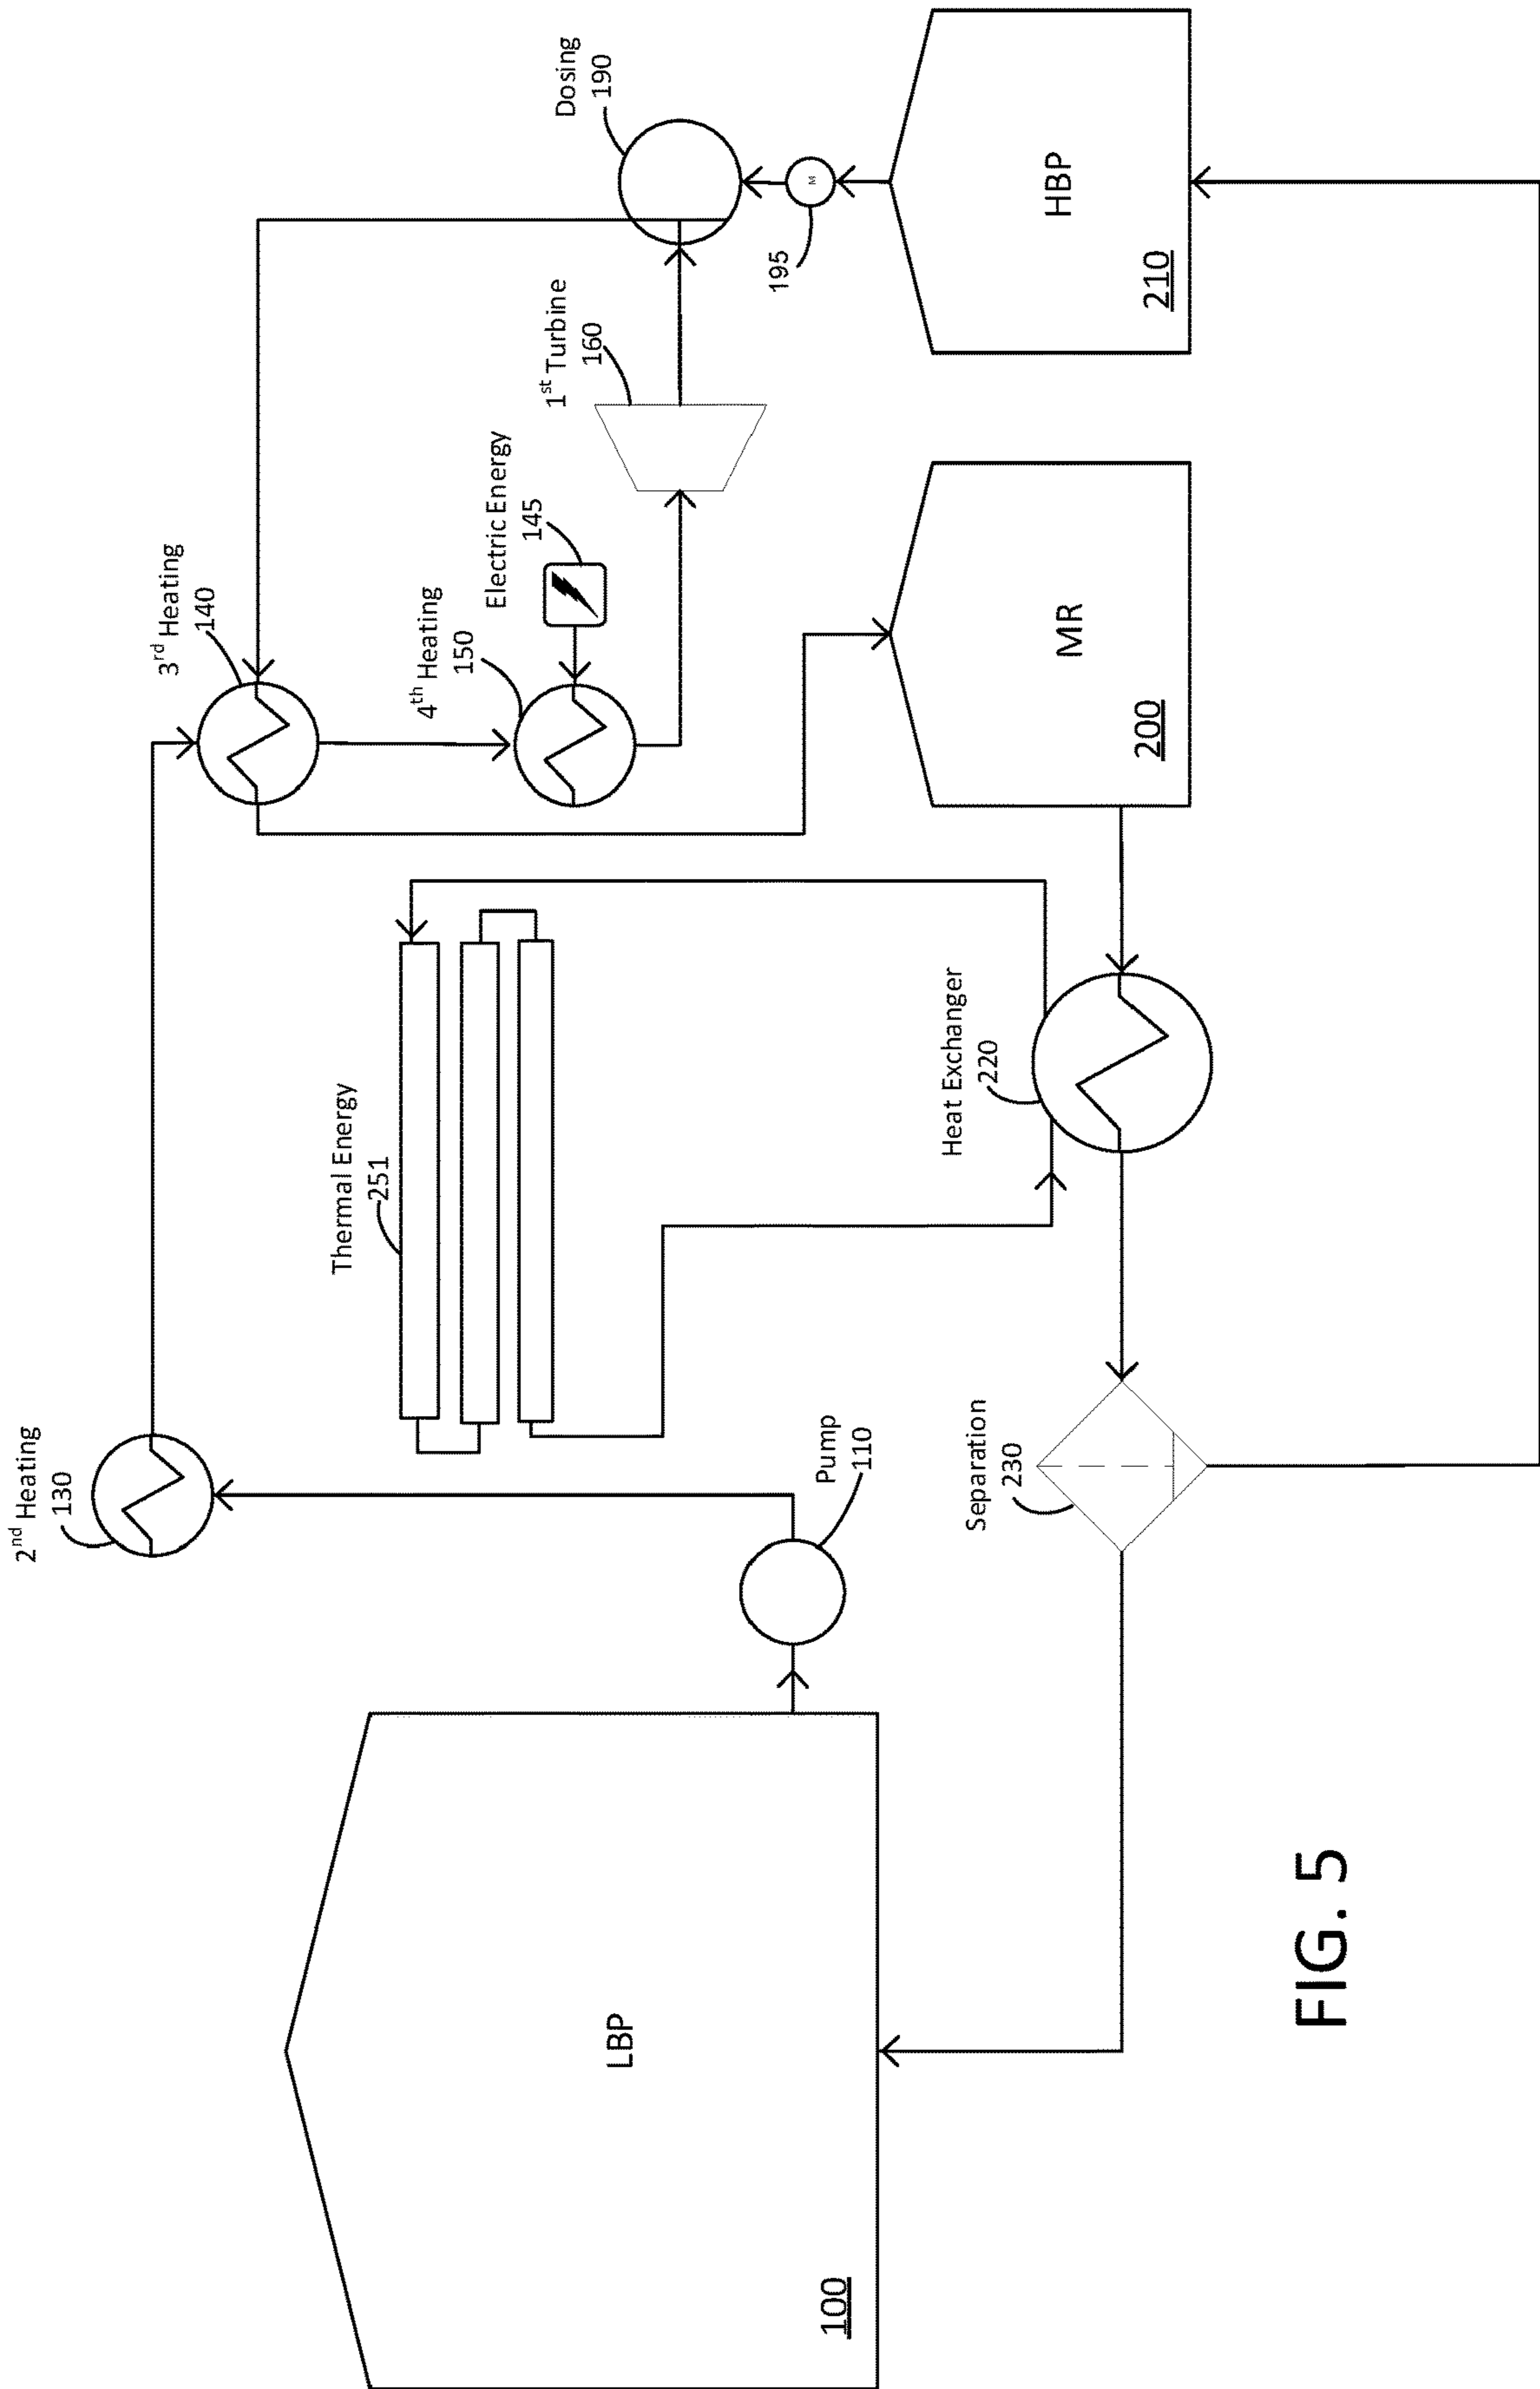 2nd Heating
130
3rd Heating
140
Thermal Energy
251
4th Heating
150
Electric Energy
145
1st Turbine
160
Dosing
190
Pump
110
195
M
LBP
100
Separation
230
Heat Exchanger
220
MR
200
HBP
210
FIG. 5